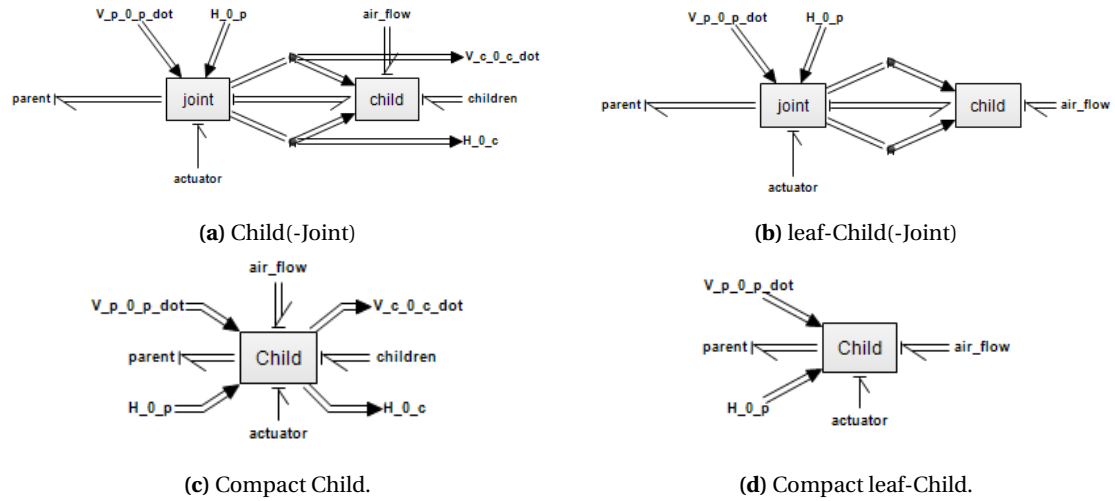 V_p_0_p_dot H_0_p air_flow
V_c_0_c_dot
parent joint child children
H_0_c
actuator
(a) Child(-Joint)
V_p_0_p_dot H_0_p
parent joint child air_flow
actuator
(b) leaf-Child(-Joint)
air_flow
V_p_0_p_dot V_c_0_c_dot
parent Child children
H_0_p H_0_c
actuator
(c) Compact Child.
V_p_0_p_dot
parent Child air_flow
H_0_p
actuator
(d) Compact leaf-Child.